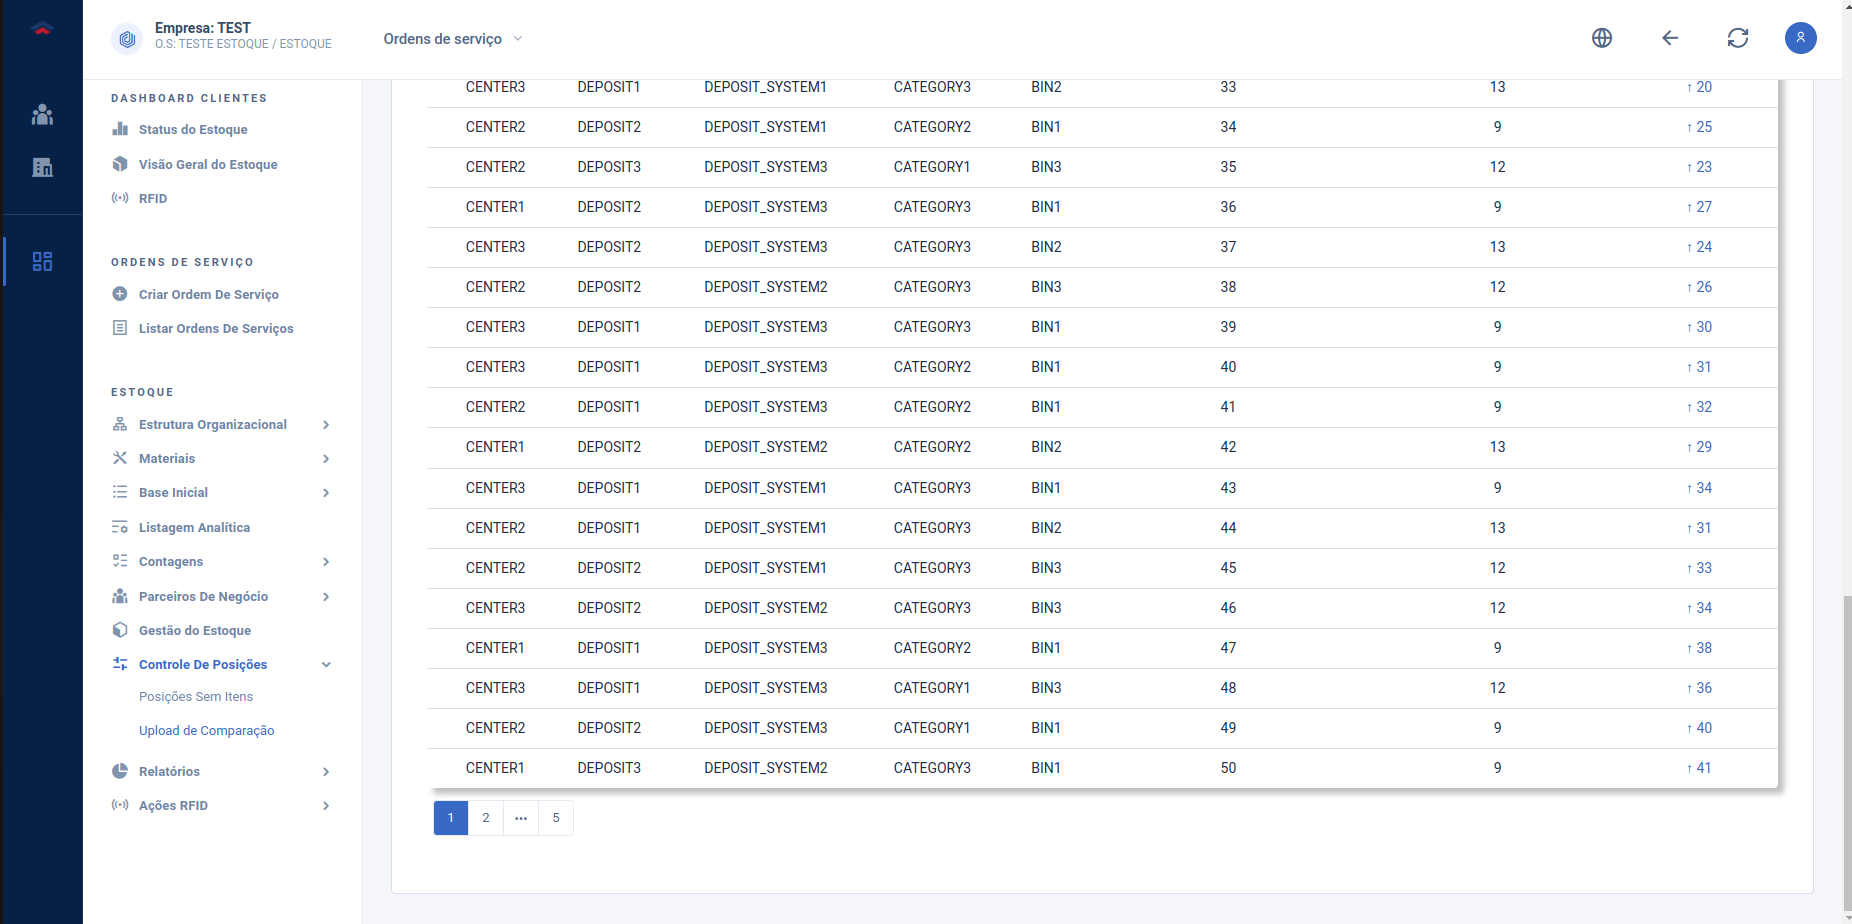 Empresa: TEST
O.S: TESTE ESTOQUE / ESTOQUE
Ordens de serviço
DASHBOARD CLIENTES
Status do Estoque
Visão Geral do Estoque
RFID
ORDENS DE SERVIÇO
Criar Ordem De Serviço
Listar Ordens De Serviços
ESTOQUE
Estrutura Organizacional
Materiais
Base Inicial
Listagem Analítica
Contagens
Parceiros De Negócio
Gestão do Estoque
Controle De Posições
Posições Sem Itens
Upload de Comparação
Relatórios
Ações RFID
CENTER3 DEPOSIT1 DEPOSIT_SYSTEM1 CATEGORY3 BIN2 33 13 ↑ 20
CENTER2 DEPOSIT2 DEPOSIT_SYSTEM1 CATEGORY2 BIN1 34 9 ↑ 25
CENTER2 DEPOSIT3 DEPOSIT_SYSTEM3 CATEGORY1 BIN3 35 12 ↑ 23
CENTER1 DEPOSIT2 DEPOSIT_SYSTEM3 CATEGORY3 BIN1 36 9 ↑ 27
CENTER3 DEPOSIT2 DEPOSIT_SYSTEM3 CATEGORY3 BIN2 37 13 ↑ 24
CENTER2 DEPOSIT2 DEPOSIT_SYSTEM2 CATEGORY3 BIN3 38 12 ↑ 26
CENTER3 DEPOSIT1 DEPOSIT_SYSTEM3 CATEGORY3 BIN1 39 9 ↑ 30
CENTER3 DEPOSIT1 DEPOSIT_SYSTEM3 CATEGORY2 BIN1 40 9 ↑ 31
CENTER2 DEPOSIT1 DEPOSIT_SYSTEM3 CATEGORY2 BIN1 41 9 ↑ 32
CENTER1 DEPOSIT2 DEPOSIT_SYSTEM2 CATEGORY2 BIN2 42 13 ↑ 29
CENTER3 DEPOSIT1 DEPOSIT_SYSTEM1 CATEGORY3 BIN1 43 9 ↑ 34
CENTER2 DEPOSIT1 DEPOSIT_SYSTEM1 CATEGORY3 BIN2 44 13 ↑ 31
CENTER2 DEPOSIT2 DEPOSIT_SYSTEM1 CATEGORY3 BIN3 45 12 ↑ 33
CENTER3 DEPOSIT2 DEPOSIT_SYSTEM2 CATEGORY3 BIN3 46 12 ↑ 34
CENTER1 DEPOSIT1 DEPOSIT_SYSTEM3 CATEGORY2 BIN1 47 9 ↑ 38
CENTER3 DEPOSIT1 DEPOSIT_SYSTEM3 CATEGORY1 BIN3 48 12 ↑ 36
CENTER2 DEPOSIT2 DEPOSIT_SYSTEM3 CATEGORY1 BIN1 49 9 ↑ 40
CENTER1 DEPOSIT3 DEPOSIT_SYSTEM2 CATEGORY3 BIN1 50 9 ↑ 41
1 2 ••• 5